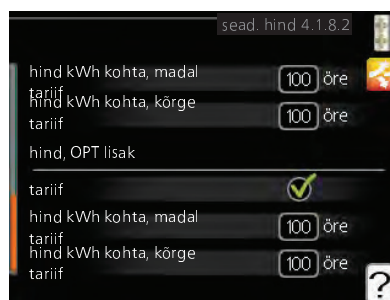 sead. hind 4.1.8.2
hind kWh kohta, madal
tariif
100 öre
hind kWh kohta, kõrge
tariif
100 öre
hind, OPT lisak
tariif
hind kWh kohta, madal
tariif
100 öre
hind kWh kohta, kõrge
tariif
100 öre
?